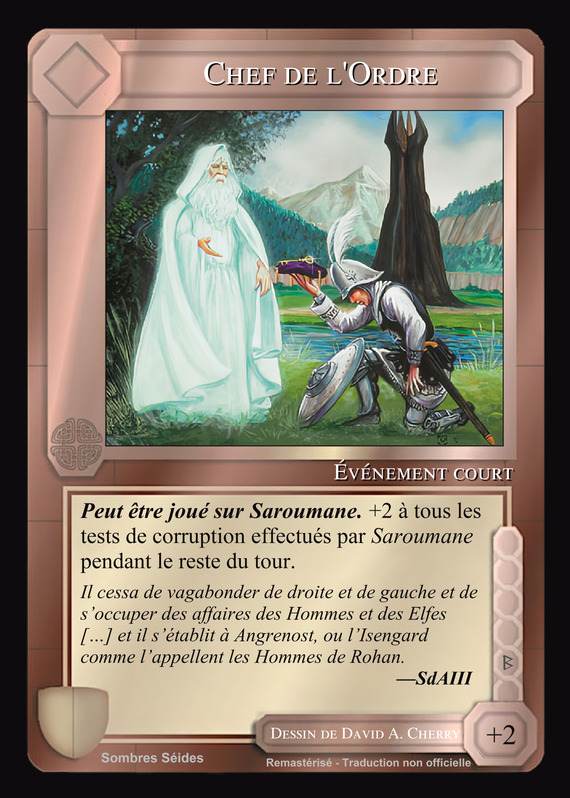 Chef de l'Ordre
Événement court
Peut être joué sur Saroumane. +2 à tous les
tests de corruption effectués par Saroumane
pendant le reste du tour.
Il cessa de vagabonder de droite et de gauche et de
s’occuper des affaires des Hommes et des Elfes
[...] et il s’établit à Angrenost, ou l’Isengard
comme l’appellent les Hommes de Rohan.
—SdAIII
Dessin de David A. Cherry
+2
Sombres Séides
Remastérisé - Traduction non officielle